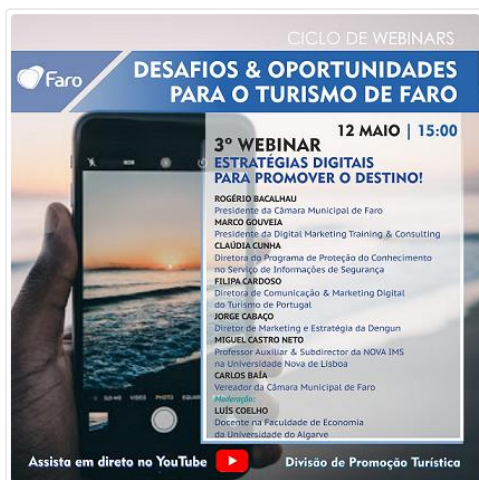 CICLO DE WEBINARS
Faro
DESAFIOS & OPORTUNIDADES
PARA O TURISMO DE FARO
12 MAIO | 15:00
3º WEBINAR
ESTRATÉGIAS DIGITAIS
PARA PROMOVER O DESTINO!
ROGÉRIO BACALHAU
Presidente da Câmara Municipal de Faro
MARCO GOUVEIA
Presidente da Digital Marketing Training & Consulting
CLÁUDIA CUNHA
Diretora do Programa de Proteção do Conhecimento
no Serviço de Informações de Segurança
FILIPA CARDOSO
Diretora de Comunicação & Marketing Digital
do Turismo de Portugal
JORGE CABAÇO
Diretor de Marketing e Estratégia da Dengun
MIGUEL CASTRO NETO
Professor Auxiliar & Subdirector da NOVA IMS
na Universidade Nova de Lisboa
CARLOS BAÍA
Vereador da Câmara Municipal de Faro
Moderação:
LUÍS COELHO
Docente na Faculdade de Economia
da Universidade do Algarve
SLO-MO VIDEO PHOTO
Assista em direto no YouTube
Divisão de Promoção Turística